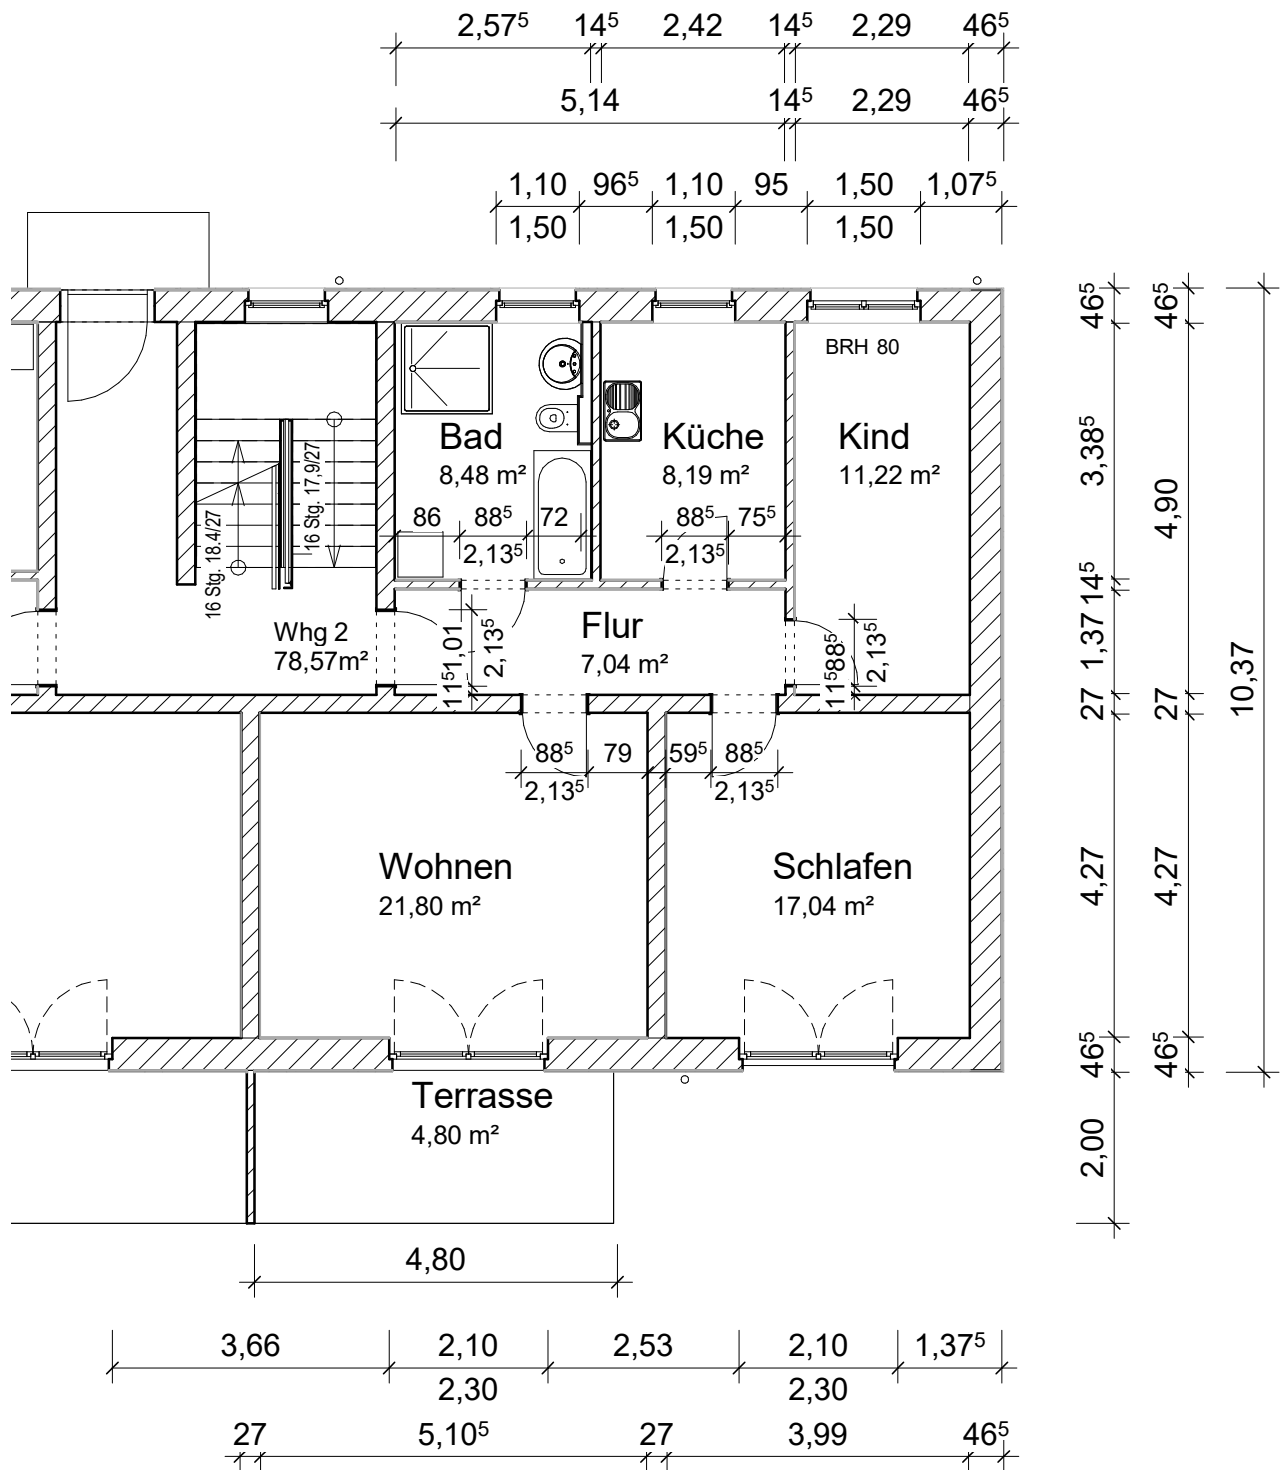 2,57⁵ 14⁵ 2,42 14⁵ 2,29 46⁵
5,14 14⁵ 2,29 46⁵
1,10 96⁵ 1,10 95 1,50 1,07⁵
1,50 1,50 1,50
BRH 80
Bad
8,48 m²
Küche
8,19 m²
Kind
11,22 m²
86 88⁵ 72
2,13⁵
88⁵ 75⁵
2,13⁵
16 Stg. 18.4/27
16 Stg. 17,9/27
Whg 2
78,57m²
Flur
7,04 m²
11⁵ 1,01
2,13⁵
11⁵ 88⁵
2,13⁵
88⁵ 79 59⁵ 88⁵
2,13⁵ 2,13⁵
Wohnen
21,80 m²
Schlafen
17,04 m²
Terrasse
4,80 m²
46⁵ 3,38⁵ 14⁵ 1,37 27 4,27 46⁵ 2,00
46⁵ 4,90 27 4,27 46⁵
10,37
4,80
3,66 2,10 2,53 2,10 1,37⁵
2,30 2,30
27 5,10⁵ 27 3,99 46⁵